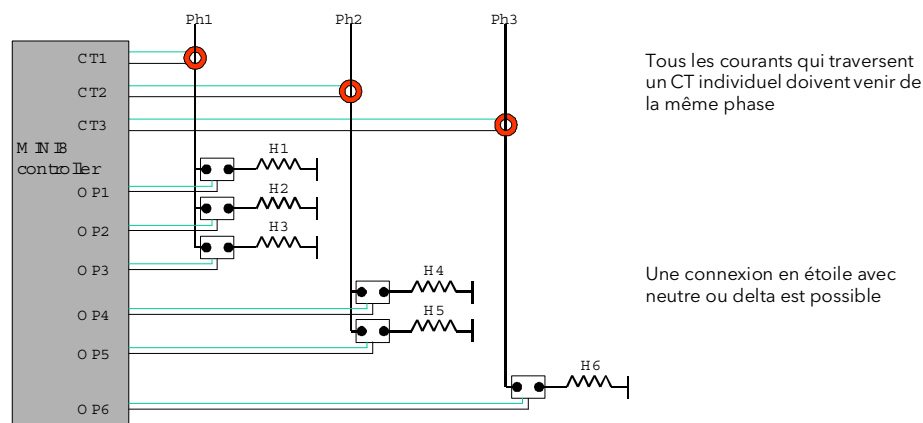 Ph1 Ph2 Ph3
CT1
CT2
CT3
MINI8
controller
OP1
OP2
OP3
OP4
OP5
OP6
H1
H2
H3
H4
H5
H6
Tous les courants qui traversent
un CT individuel doivent venir de
la même phase
Une connexion en étoile avec
neutre ou delta est possible